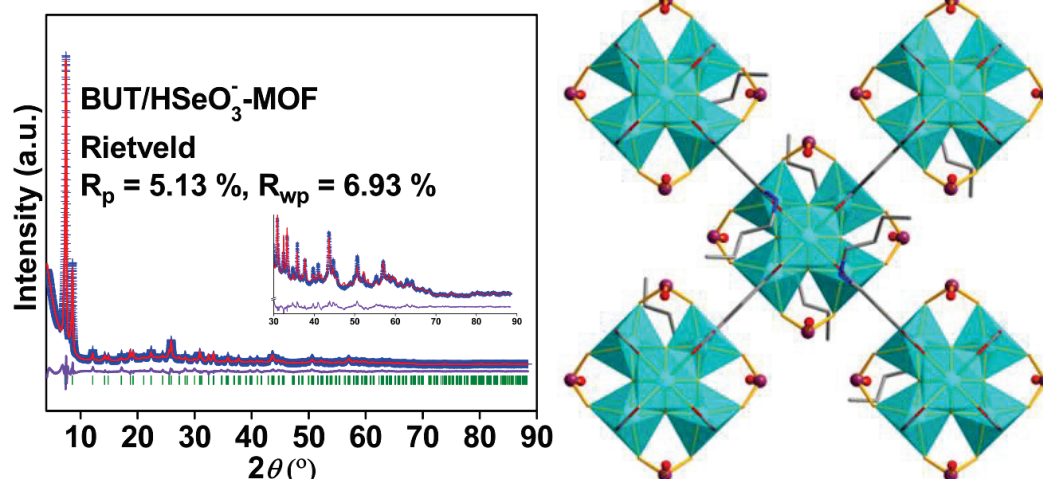 BUT/HSeO₃⁻-MOF
Rietveld
Rₚ = 5.13 %, R_wp = 6.93 %
Intensity (a.u.)
30 40 50 60 70 80 90
10 20 30 40 50 60 70 80 90
2θ (°)